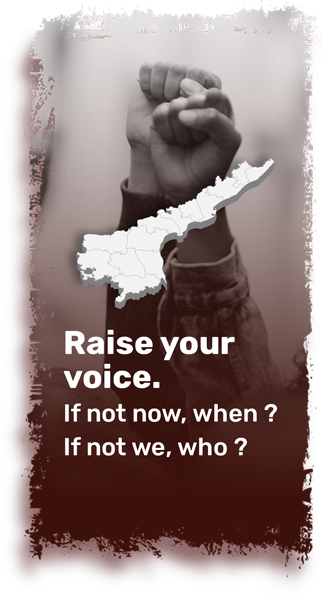 Raise your
voice.
If not now, when ?
If not we, who ?